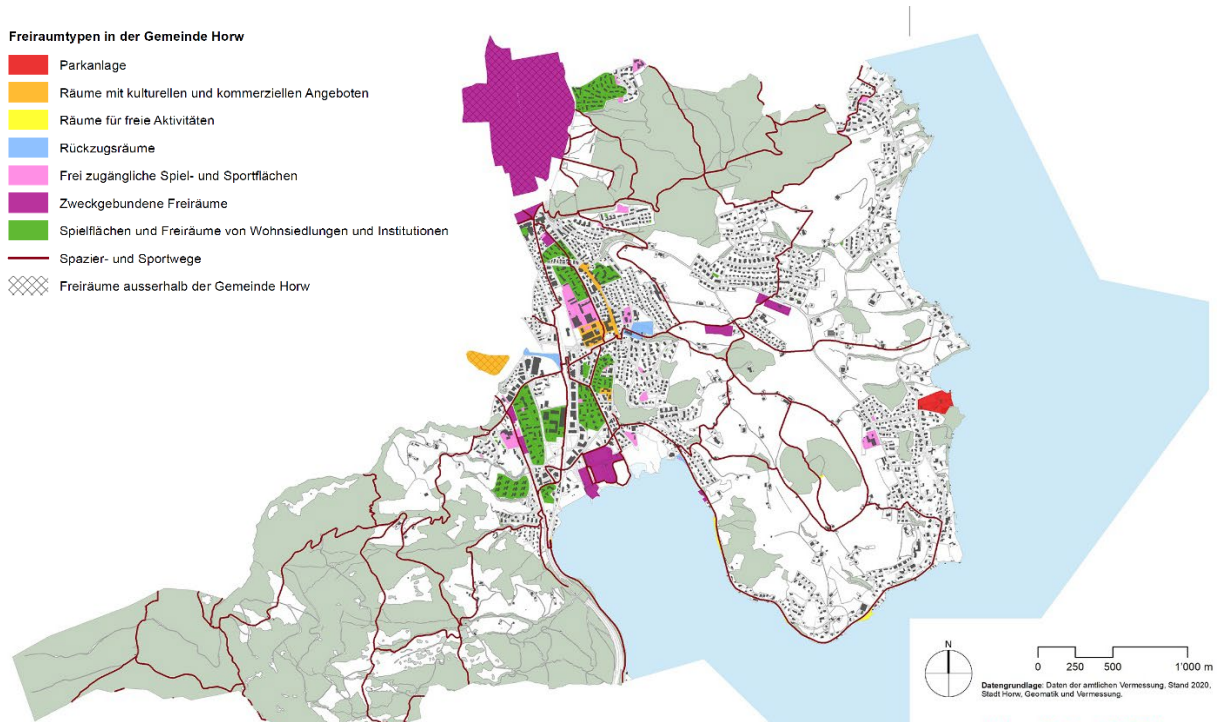 Freiraumtypen in der Gemeinde Horw
Parkanlage
Räume mit kulturellen und kommerziellen Angeboten
Räume für freie Aktivitäten
Rückzugsräume
Frei zugängliche Spiel- und Sportflächen
Zweckgebundene Freiräume
Spielflächen und Freiräume von Wohnsiedlungen und Institutionen
Spazier- und Sportwege
Freiräume ausserhalb der Gemeinde Horw
N
0 250 500 1'000 m
Datengrundlage: Daten der amtlichen Vermessung, Stand 2020,
Stadt Horw, Geomatik und Vermessung.